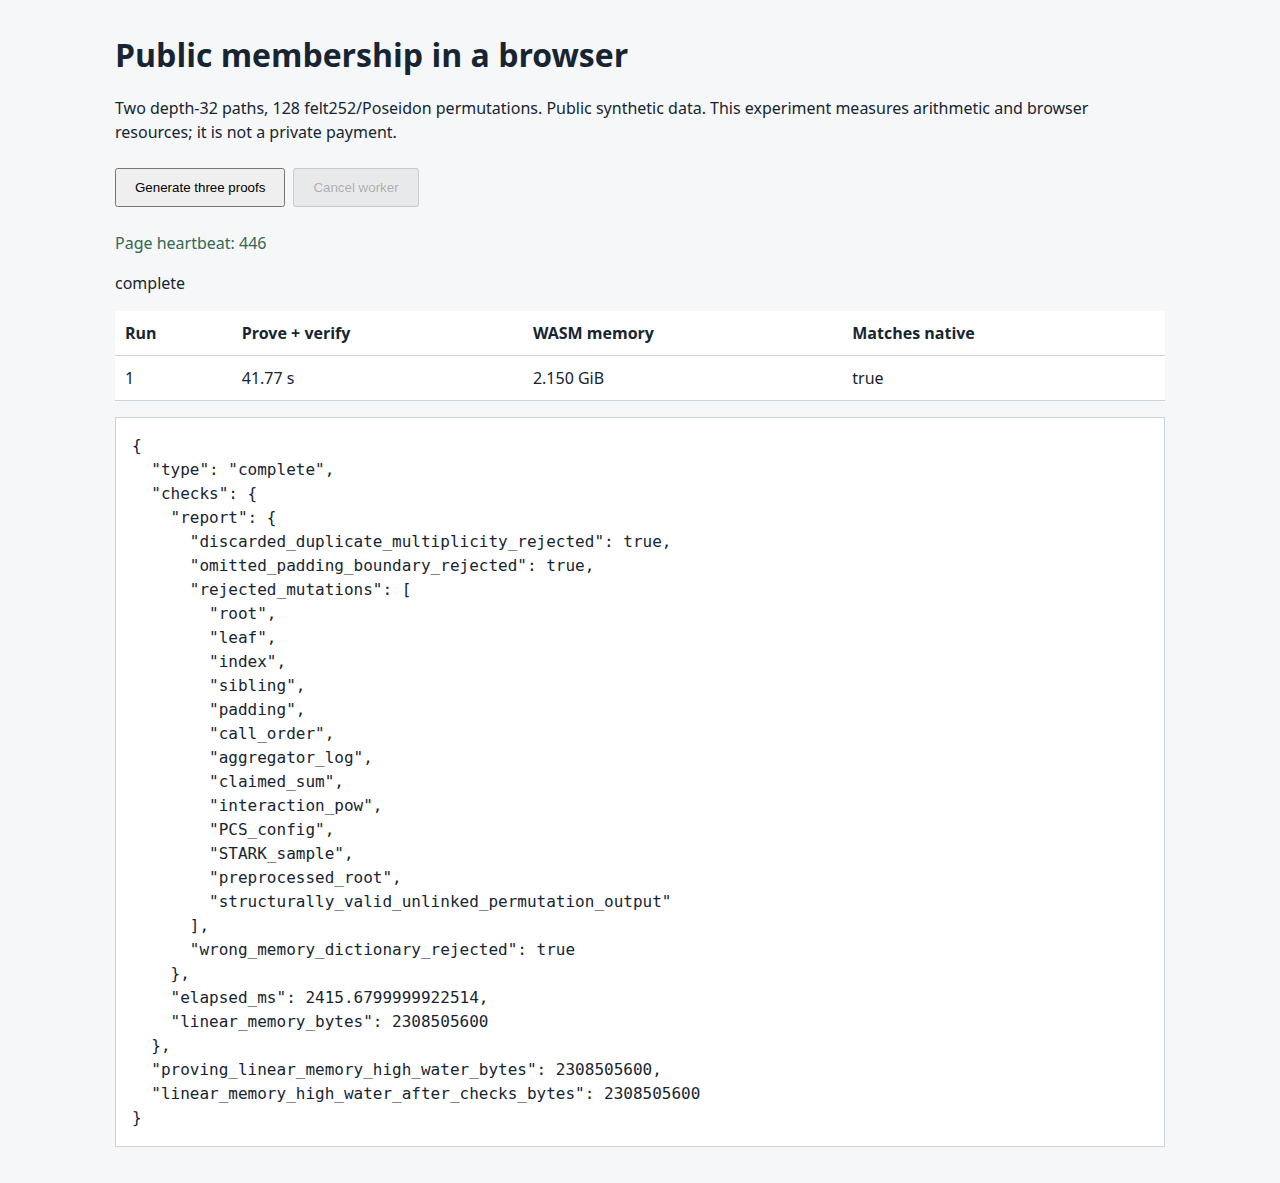 Public membership in a browser
Two depth-32 paths, 128 felt252/Poseidon permutations. Public synthetic data. This experiment measures arithmetic and browser
resources; it is not a private payment.
Generate three proofs Cancel worker
Page heartbeat: 446
complete
Run Prove + verify WASM memory Matches native
1 41.77 s 2.150 GiB true
{
  "type": "complete",
  "checks": {
    "report": {
      "discarded_duplicate_multiplicity_rejected": true,
      "omitted_padding_boundary_rejected": true,
      "rejected_mutations": [
        "root",
        "leaf",
        "index",
        "sibling",
        "padding",
        "call_order",
        "aggregator_log",
        "claimed_sum",
        "interaction_pow",
        "PCS_config",
        "STARK_sample",
        "preprocessed_root",
        "structurally_valid_unlinked_permutation_output"
      ],
      "wrong_memory_dictionary_rejected": true
    },
    "elapsed_ms": 2415.6799999922514,
    "linear_memory_bytes": 2308505600
  },
  "proving_linear_memory_high_water_bytes": 2308505600,
  "linear_memory_high_water_after_checks_bytes": 2308505600
}